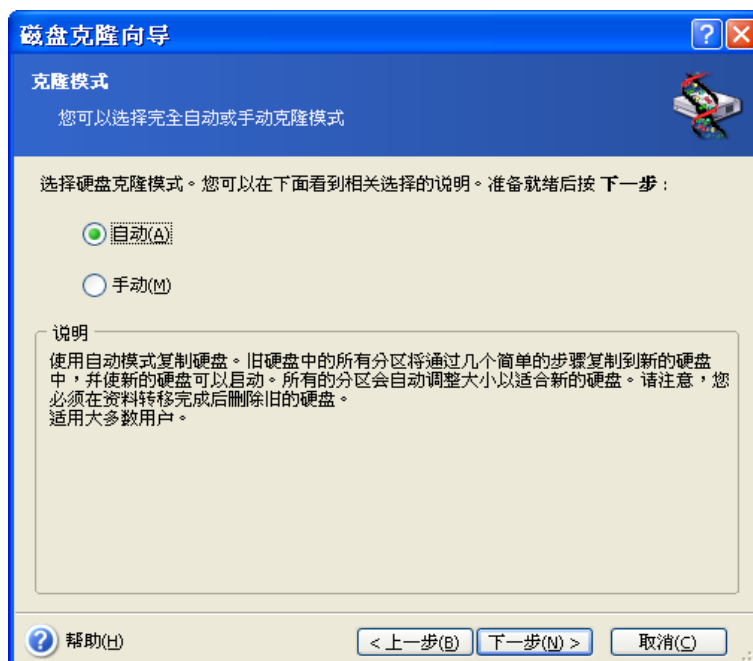 磁盘克隆向导
克隆模式
您可以选择完全自动或手动克隆模式
选择硬盘克隆模式。您可以在下面看到相关选择的说明。准备就绪后按 下一步：
自动(A)
手动(M)
说明
使用自动模式复制硬盘。旧硬盘中的所有分区将通过几个简单的步骤复制到新的硬盘
中，并使新的硬盘可以启动。所有的分区会自动调整大小以适合新的硬盘。请注意，您
必须在资料转移完成后删除旧的硬盘。
适用大多数用户。
帮助(H)
< 上一步(B)
下一步(N) >
取消(C)